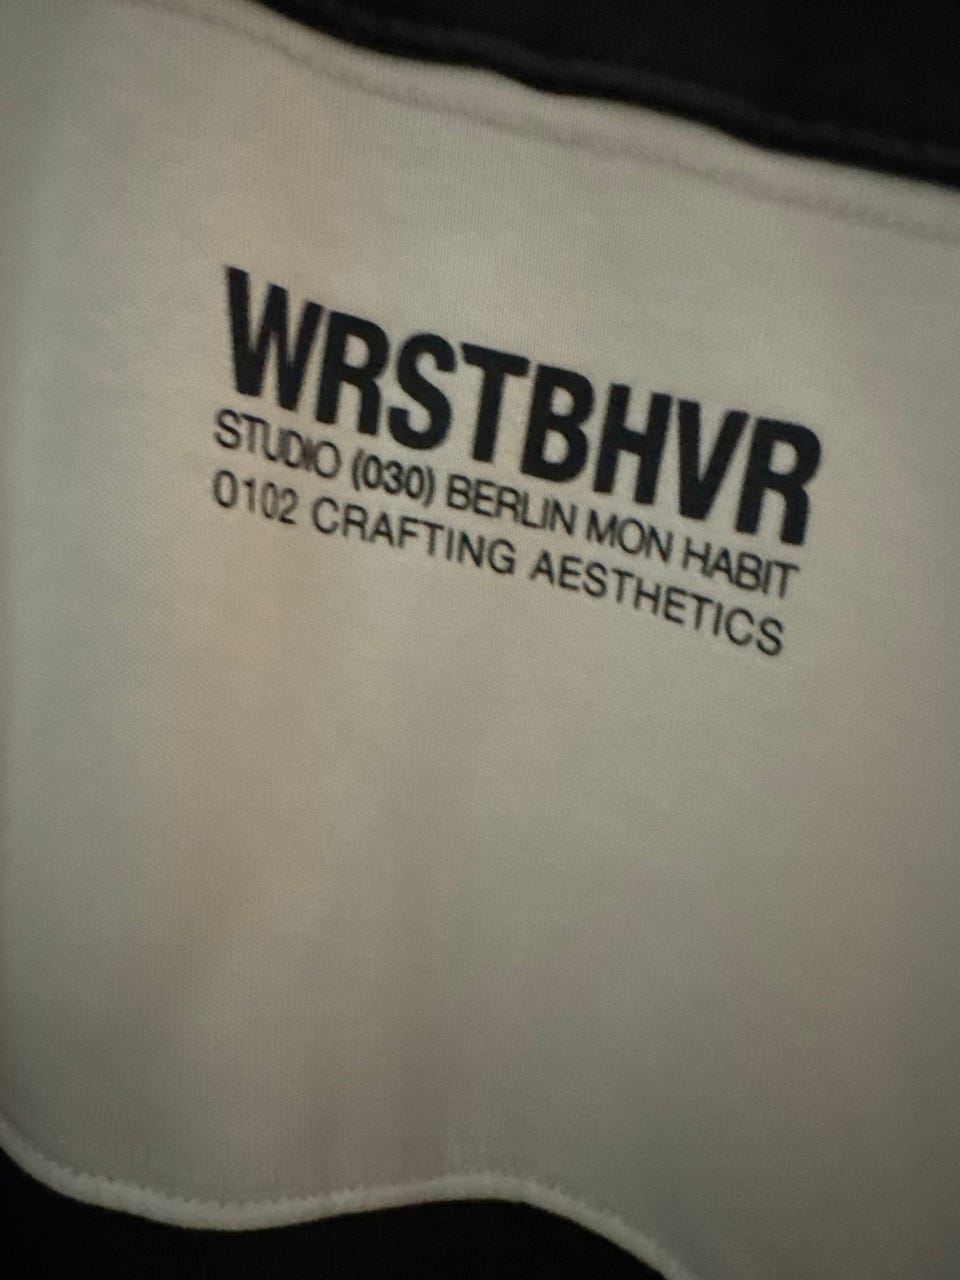 WRSTBHVR
STUDIO (030) BERLIN MON HABIT
0102 CRAFTING AESTHETICS